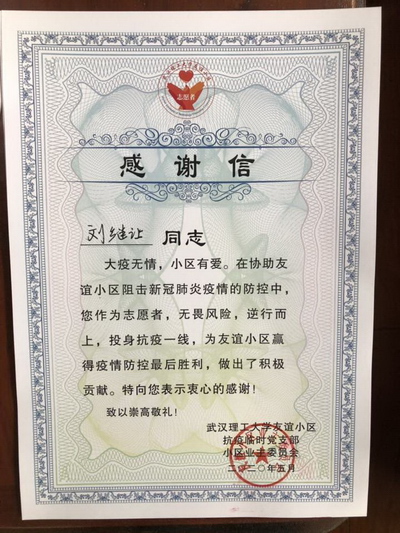 志愿者
感谢信
刘继让 同志
大疫无情，小区有爱。在协助友
谊小区阻击新冠肺炎疫情的防控中，
您作为志愿者，无畏风险，逆行而
上，投身抗疫一线，为友谊小区赢
得疫情防控最后胜利，做出了积极
贡献。特向您表示衷心的感谢！
致以崇高敬礼！
武汉理工大学友谊小区
抗疫临时党支部
小区业主委员会
二〇二〇年五月